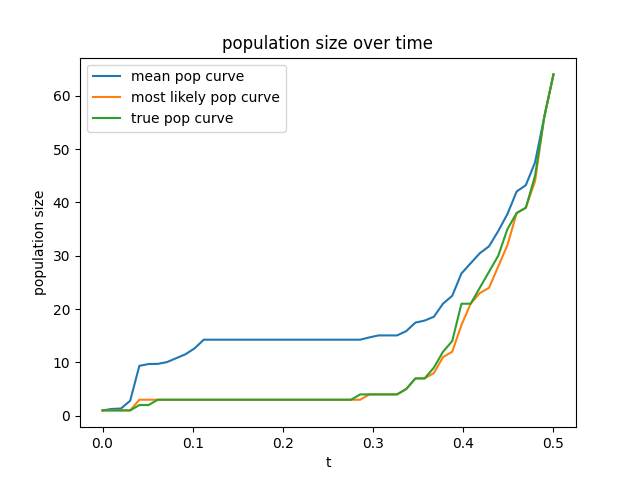 population size over time
mean pop curve
most likely pop curve
true pop curve
population size
60
50
40
30
20
10
0
0.0 0.1 0.2 0.3 0.4 0.5
t